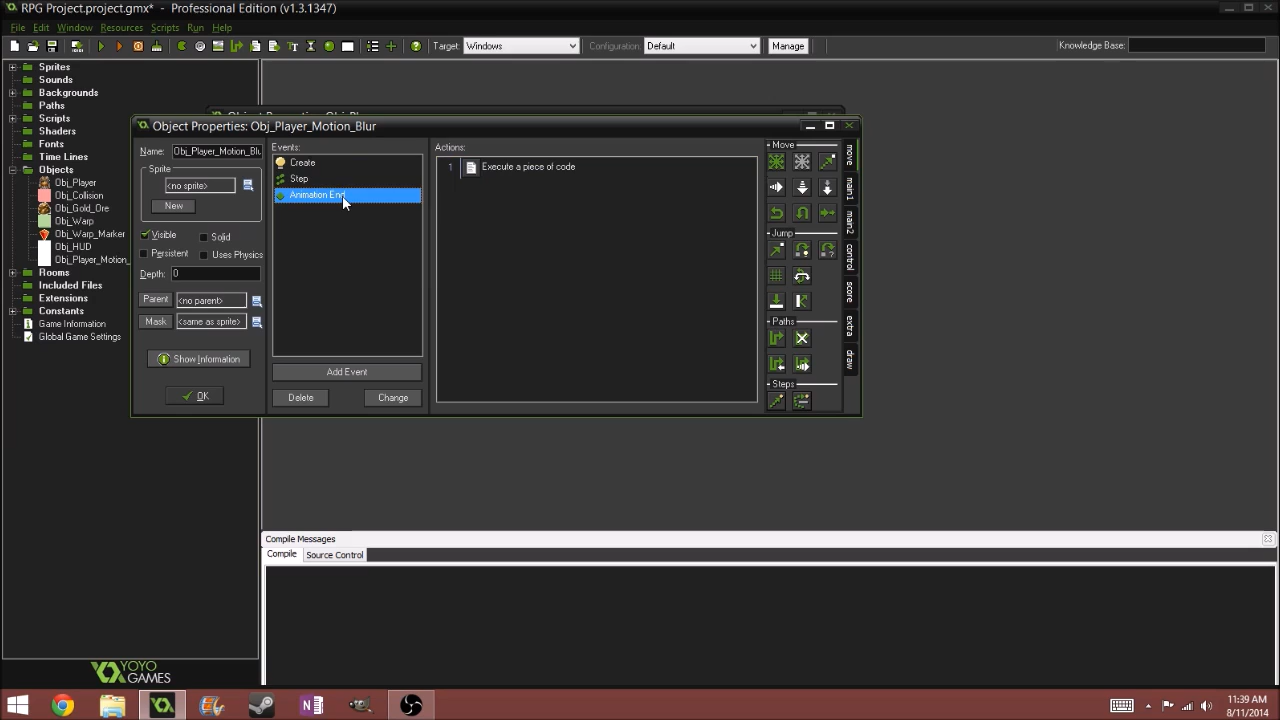 RPG Project.project.gmx* - Professional Edition (v1.3.1347)
File Edit Window Resources Scripts Run Help
Target: Windows Configuration: Default Manage Knowledge Base:
Sprites
Sounds
Backgrounds
Paths
Scripts
Shaders
Fonts
Time Lines
Objects
Obj_Player
Obj_Collision
Obj_Gold_Ore
Obj_Warp
Obj_Warp_Marker
Obj_HUD
Obj_Player_Motion_
Rooms
Included Files
Extensions
Constants
Game Information
Global Game Settings
YOYO
GAMES
Object Properties: Obj_Player_Motion_Blur
Name: Obj_Player_Motion_Blu
Sprite
<no sprite>
New
Visible Solid
Persistent Uses Physics
Depth: 0
Parent <no parent>
Mask <same as sprite>
Show Information
OK
Events:
Create
Step
Animation End
Add Event
Delete Change
Actions:
1 Execute a piece of code
Move
Jump
Paths
Steps
move
main1
main2
control
score
extra
draw
Compile Messages
Compile Source Control
11:39 AM
8/11/2014